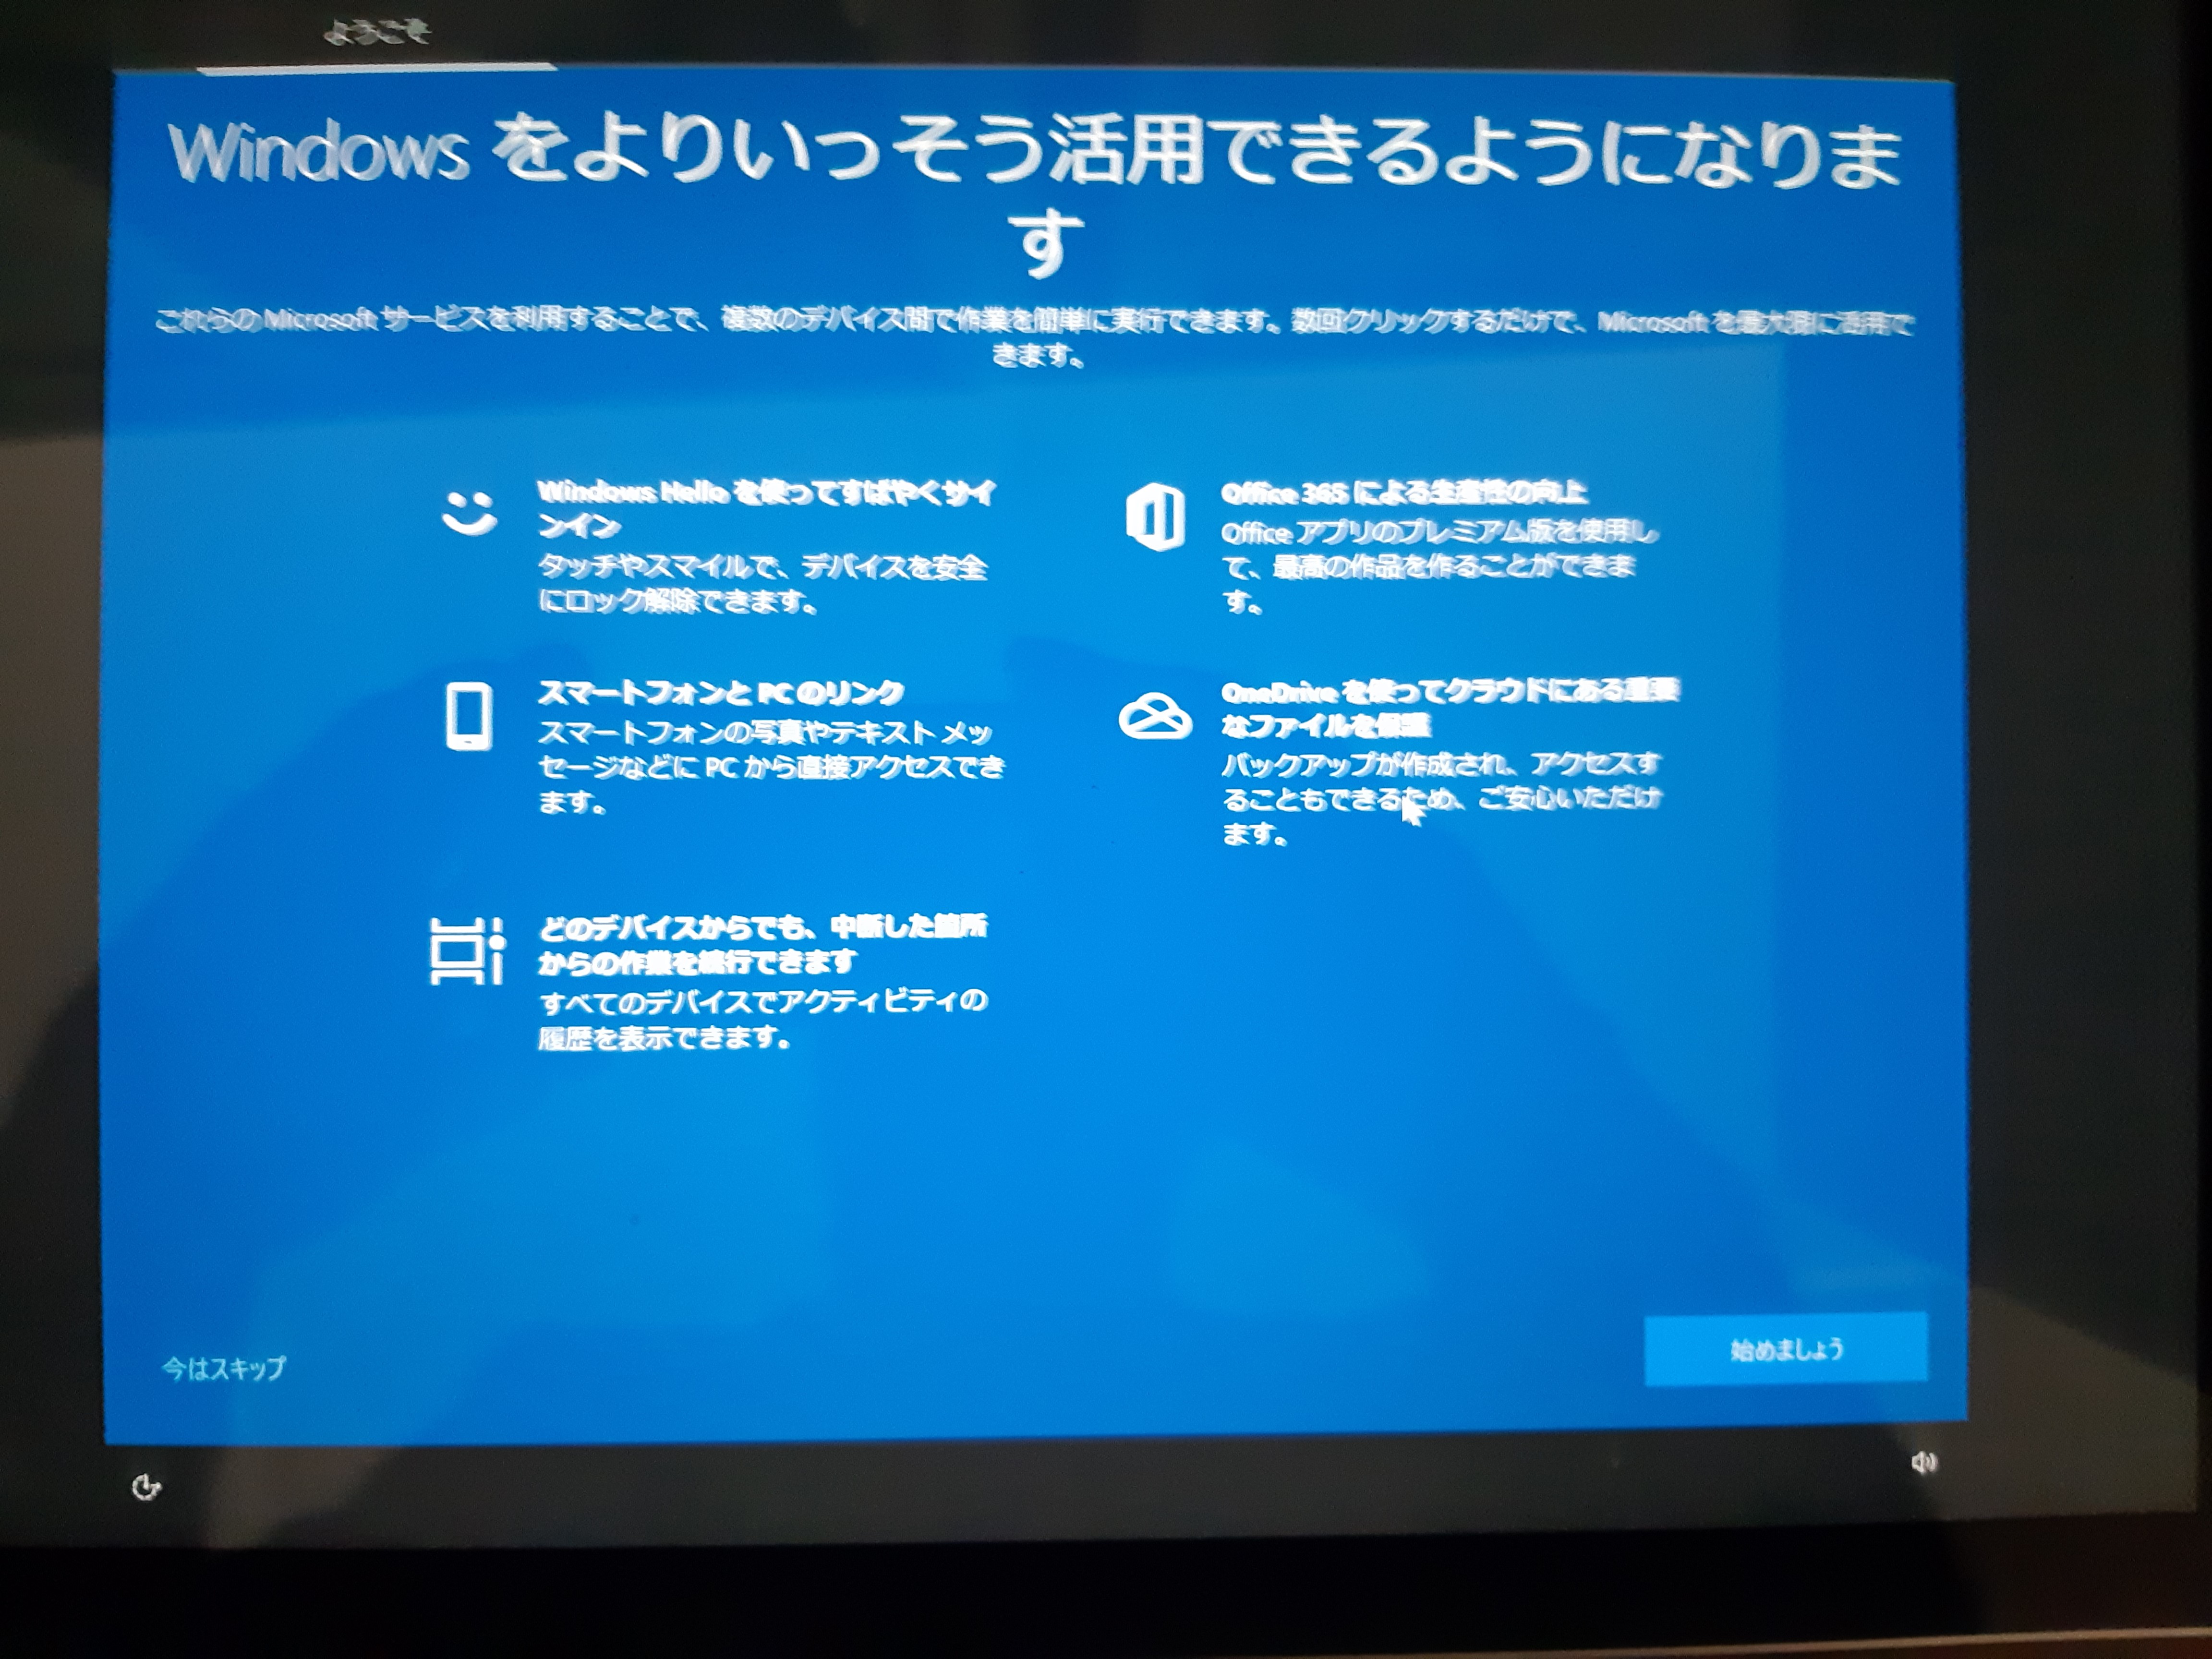 ようこそ
Windows をよりいっそう活用できるようになりま
す
これらの Microsoft サービスを利用することで、複数のデバイス間で作業を簡単に実行できます。数回クリックするだけで、Microsoft を最大限に活用で
きます。
Windows Hello を使ってすばやくサイ
ンイン
タッチやスマイルで、デバイスを安全
にロック解除できます。
スマートフォンと PC のリンク
スマートフォンの写真やテキスト メッ
セージなどに PC から直接アクセスでき
ます。
どのデバイスからでも、中断した箇所
からの作業を続行できます
すべてのデバイスでアクティビティの
履歴を表示できます。
Office 365 による生産性の向上
Office アプリのプレミアム版を使用し
て、最高の作品を作ることができま
す。
OneDrive を使ってクラウドにある重要
なファイルを保護
バックアップが作成され、アクセスす
ることもできるため、ご安心いただけ
ます。
今はスキップ
始めましょう